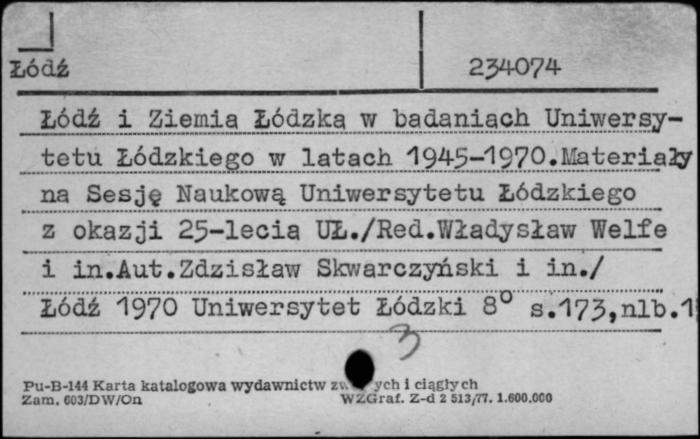 Łódź 234074
Łódź i Ziemia Łódzka w badaniach Uniwersy-
tetu Łódzkiego w latach 1945-1970.Materiały
na Sesję Naukową Uniwersytetu Łódzkiego
z okazji 25-lecia UŁ./Red.Władysław Welfe
i in.Aut.Zdzisław Skwarczyński i in./
Łódź 1970 Uniwersytet Łódzki 8° s.173,nlb.1
3
Pu-B-144 Karta katalogowa wydawnictw i ciągłych
Zam. 603/DW/On WZGraf. Z-d 2 513/77. 1.600.000